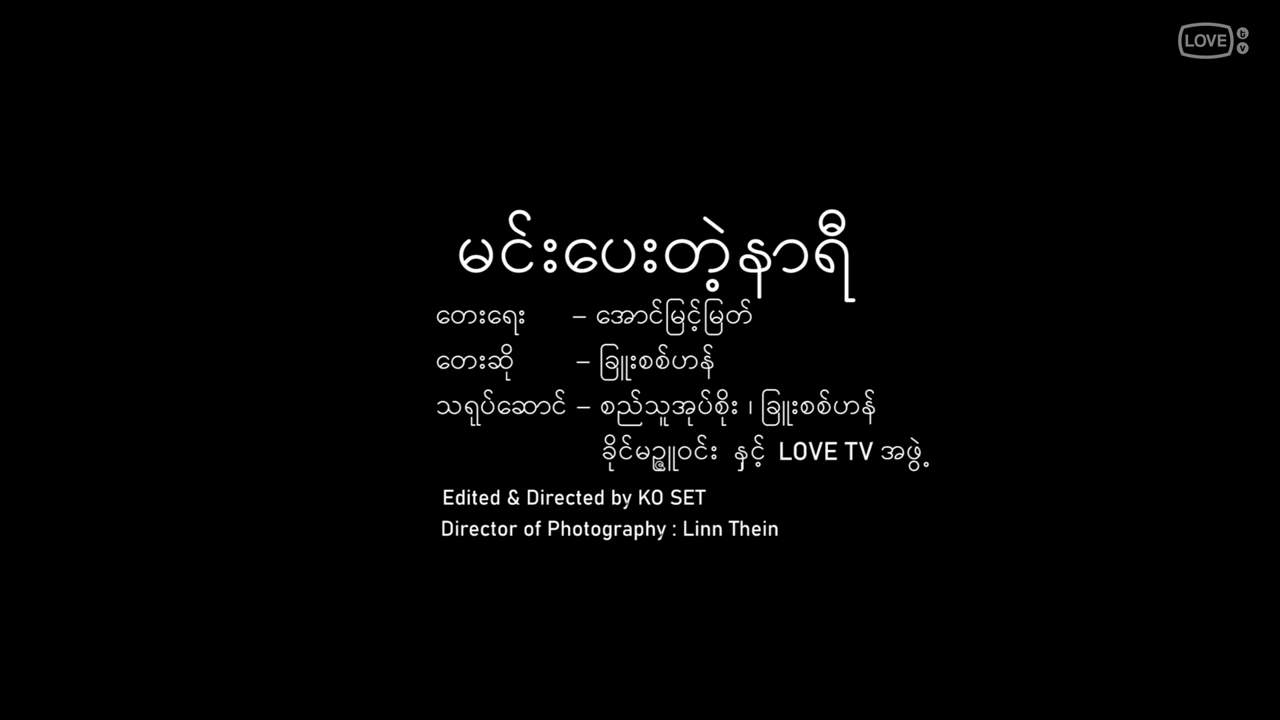 LOVE tv
မင်းပေးတဲ့နာရီ
တေးရေး – အောင်မြင့်မြတ်
တေးဆို – ခြူးစစ်ဟန်
သရုပ်ဆောင် – စည်သူအုပ်စိုး ၊ ခြူးစစ်ဟန်
ခိုင်မဉ္ဇူဝင်း နှင့် LOVE TV အဖွဲ့
Edited & Directed by KO SET
Director of Photography : Linn Thein